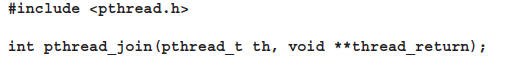 #include <pthread.h>
int pthread_join(pthread_t th, void **thread_return);